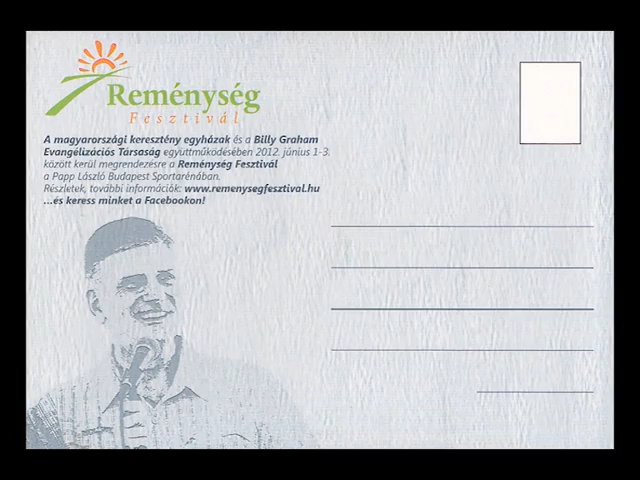 Reménység
Fesztivál
A magyarországi keresztény egyházak és a Billy Graham
Evangélizációs Társaság együttműködésében 2012. június 1-3.
között kerül megrendezésre a Reménység Fesztivál
a Papp László Budapest Sportarénában.
Részletek, további információk: www.remenysegfesztival.hu
...és keress minket a Facebookon!